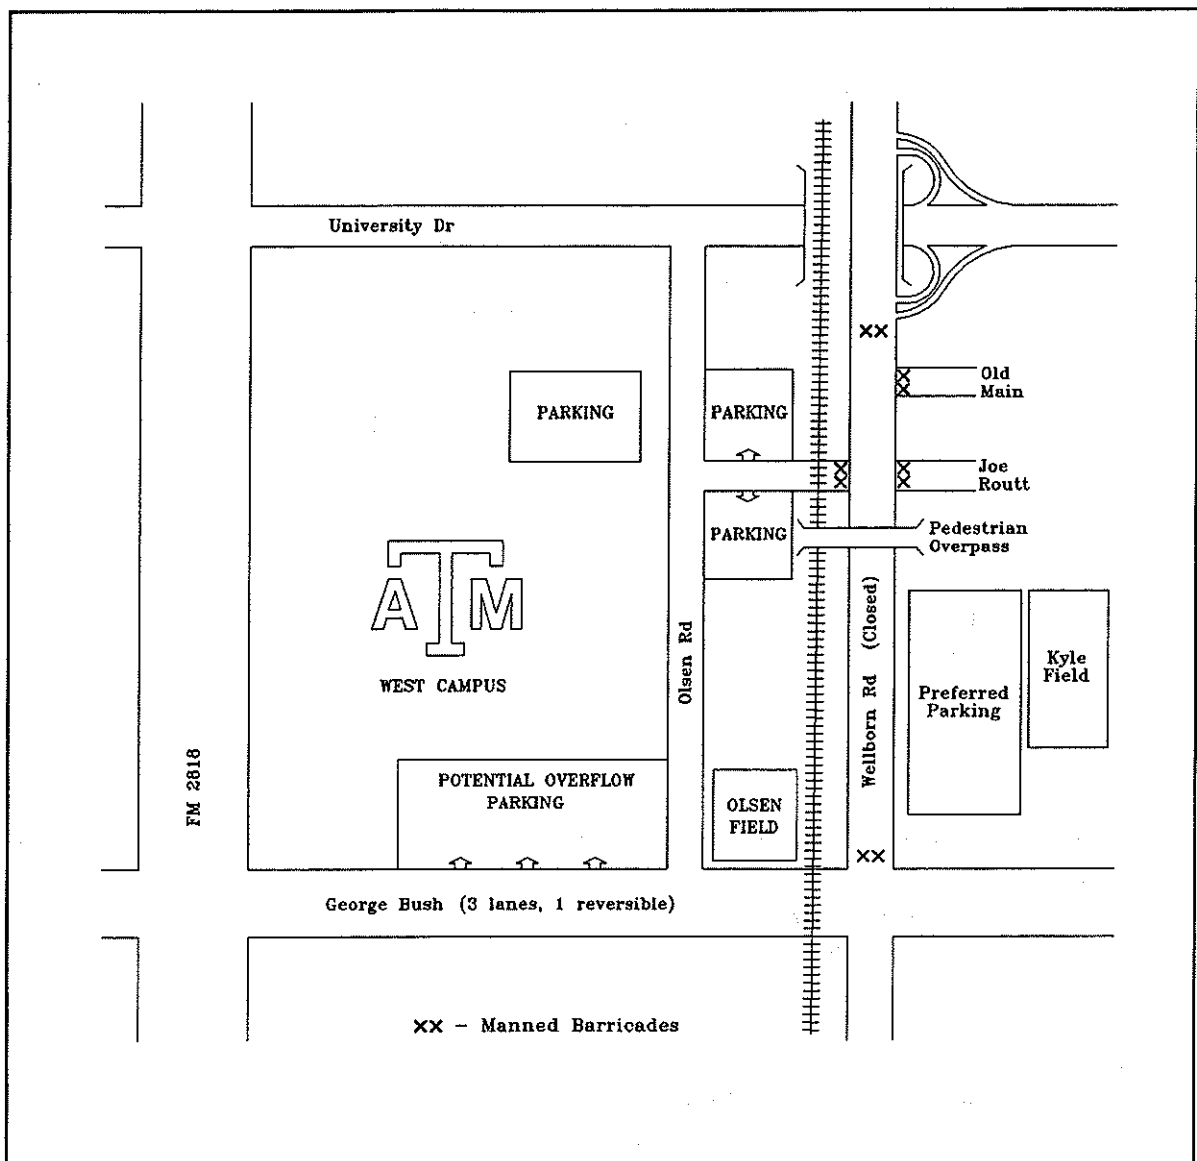 University Dr
Old
Main
PARKING
PARKING
Joe
Routt
PARKING
Pedestrian
Overpass
ATM
WEST CAMPUS
Olsen Rd
Wellborn Rd (Closed)
Kyle
Field
Preferred
Parking
FM 2818
POTENTIAL OVERFLOW
PARKING
OLSEN
FIELD
George Bush (3 lanes, 1 reversible)
XX - Manned Barricades